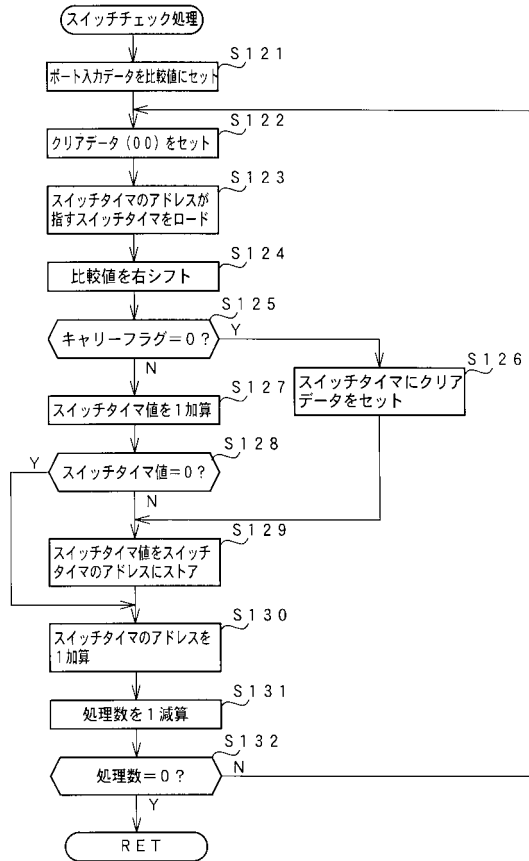 スイッチチェック処理
S121
ポート入力データを比較値にセット
S122
クリアデータ(00)をセット
S123
スイッチタイマのアドレスが
指すスイッチタイマをロード
S124
比較値を右シフト
S125
キャリーフラグ=0?
Y
N
S126
スイッチタイマにクリア
データをセット
S127
スイッチタイマ値を1加算
S128
Y
スイッチタイマ値=0?
N
S129
スイッチタイマ値をスイッチ
タイマのアドレスにストア
S130
スイッチタイマのアドレスを
1加算
S131
処理数を1減算
S132
処理数=0?
N
Y
RET